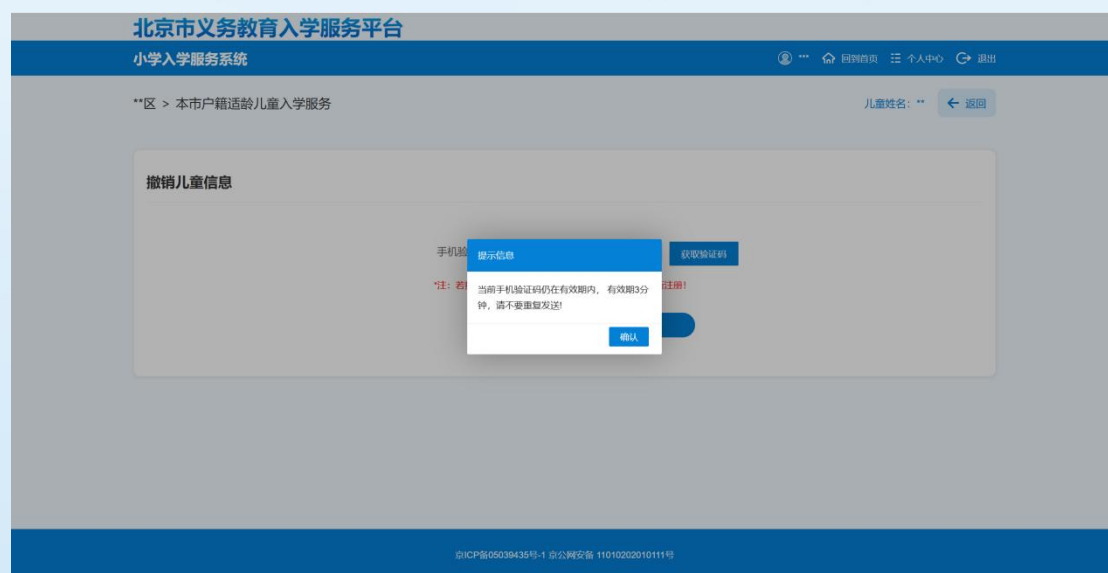 北京市义务教育入学服务平台
小学入学服务系统
*** 回到首页 个人中心 退出
**区 > 本市户籍适龄儿童入学服务
儿童姓名: ** 返回
撤销儿童信息
手机验
获取验证码
提示信息
*注: 若
注册!
当前手机验证码仍在有效期内, 有效期3分
钟, 请不要重复发送!
确认
京ICP备05039435号-1 京公网安备 11010202010111号